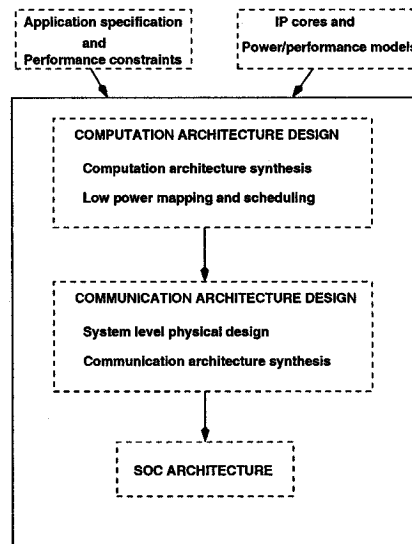 Application specification
and
Performance constraints
IP cores and
Power/performance models
COMPUTATION ARCHITECTURE DESIGN
Computation architecture synthesis
Low power mapping and scheduling
COMMUNICATION ARCHITECTURE DESIGN
System level physical design
Communication architecture synthesis
SOC ARCHITECTURE